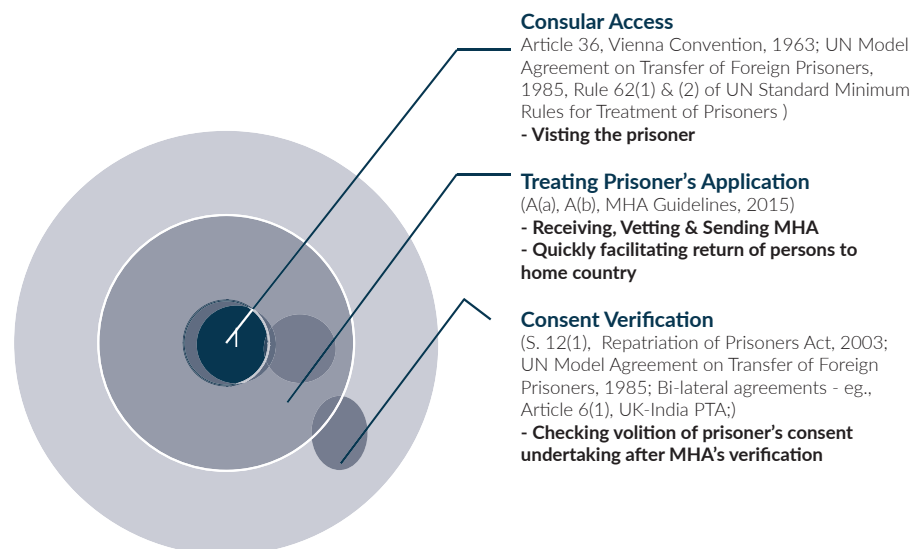 Consular Access
Article 36, Vienna Convention, 1963; UN Model
Agreement on Transfer of Foreign Prisoners,
1985, Rule 62(1) & (2) of UN Standard Minimum
Rules for Treatment of Prisoners )
- Visting the prisoner
Treating Prisoner's Application
(A(a), A(b), MHA Guidelines, 2015)
- Receiving, Vetting & Sending MHA
- Quickly facilitating return of persons to
home country
Consent Verification
(S. 12(1),  Repatriation of Prisoners Act, 2003;
UN Model Agreement on Transfer of Foreign
Prisoners, 1985; Bi-lateral agreements - eg.,
Article 6(1), UK-India PTA;)
- Checking volition of prisoner's consent
undertaking after MHA's verification